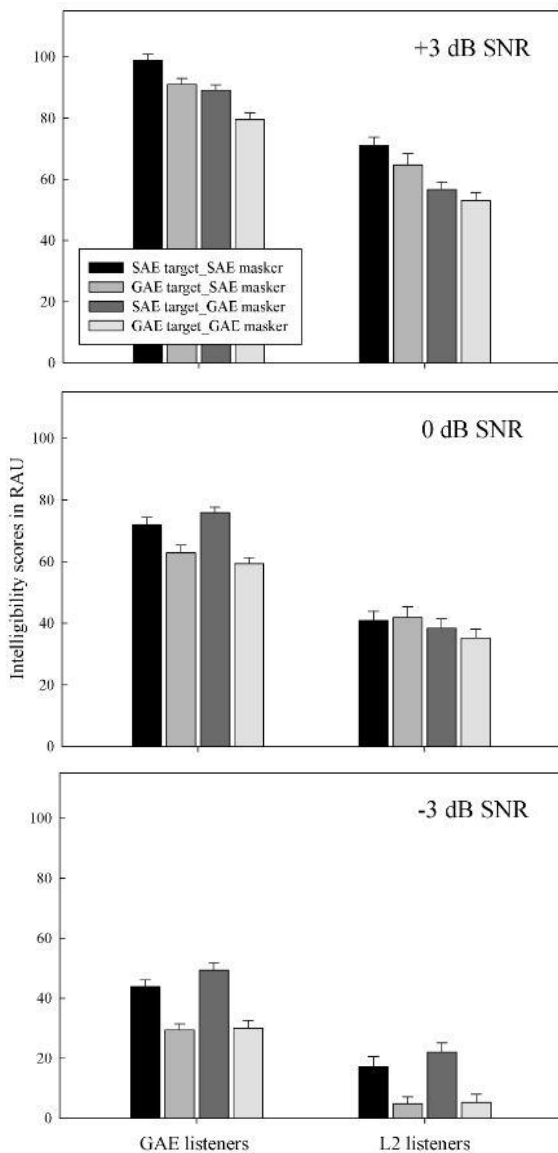 +3 dB SNR
100
80
60
40
20
0
SAE target_SAE masker
GAE target_SAE masker
SAE target_GAE masker
GAE target_GAE masker
0 dB SNR
100
80
60
40
20
0
Intelligibility scores in RAU
-3 dB SNR
100
80
60
40
20
0
GAE listeners
L2 listeners